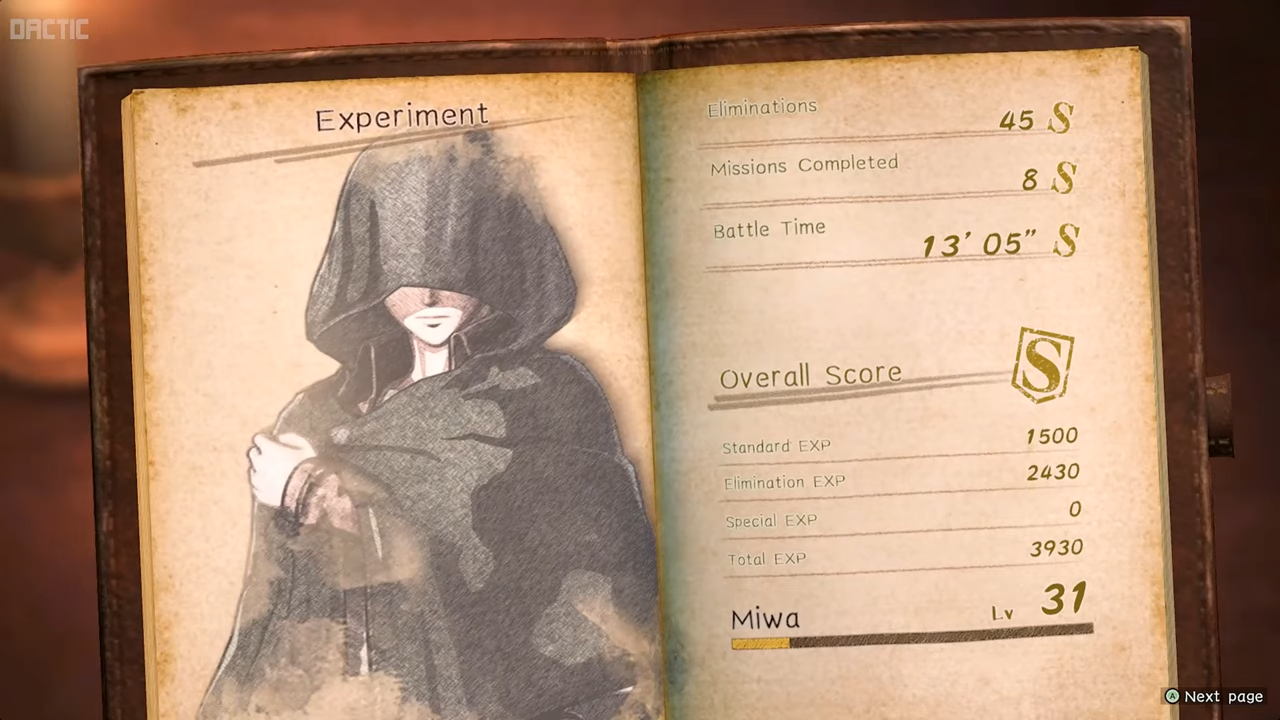 DACTIC
Experiment
Eliminations
45 S
Missions Completed
8 S
Battle Time
13' 05" S
Overall Score S
Standard EXP 1500
Elimination EXP 2430
Special EXP 0
Total EXP 3930
Miwa Lv 31
A Next page